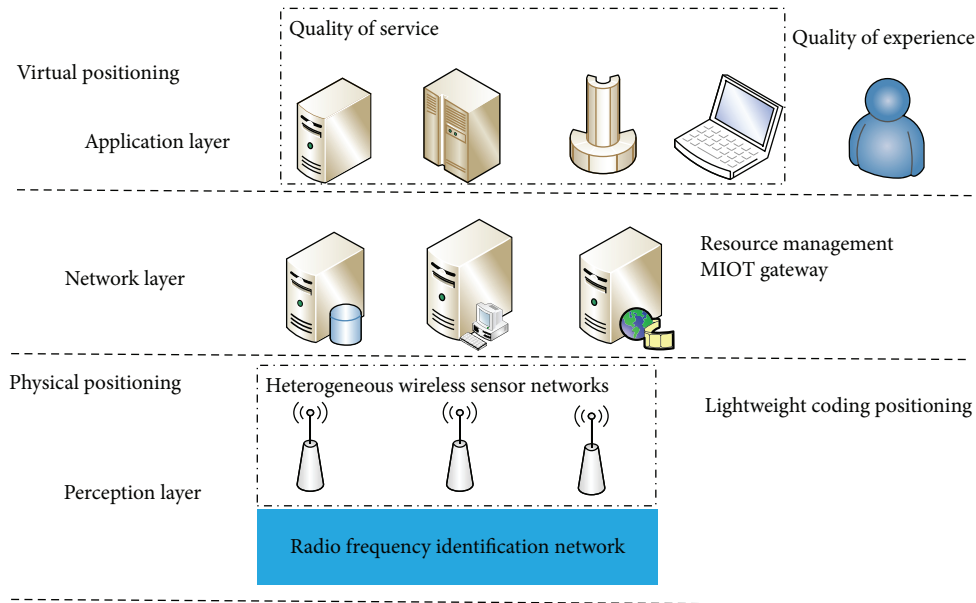 Quality of service
Quality of experience
Virtual positioning
Application layer
Resource management
MIOT gateway
Network layer
Physical positioning
Heterogeneous wireless sensor networks
Lightweight coding positioning
Perception layer
Radio frequency identification network